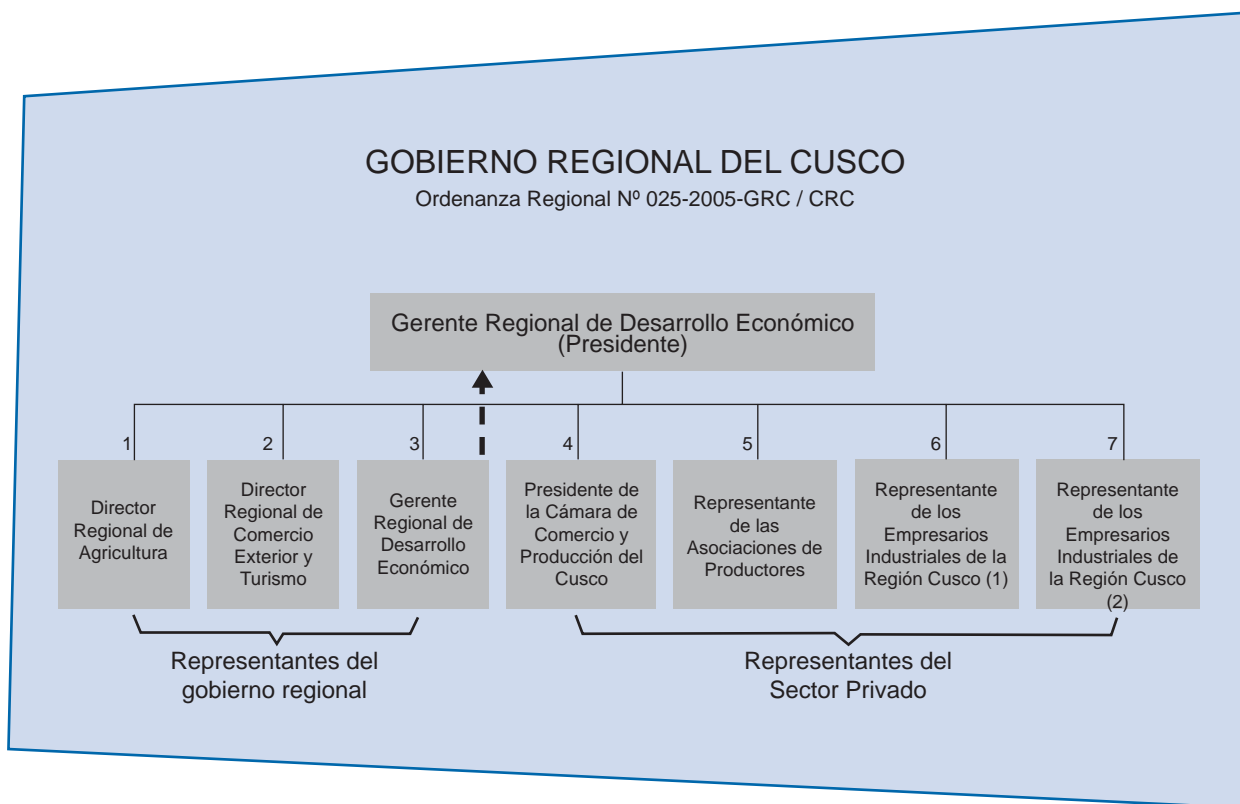 GOBIERNO REGIONAL DEL CUSCO
Ordenanza Regional Nº 025-2005-GRC / CRC
Gerente Regional de Desarrollo Económico
(Presidente)
1
Director
Regional de
Agricultura
2
Director
Regional de
Comercio
Exterior y
Turismo
3
Gerente
Regional de
Desarrollo
Económico
4
Presidente de
la Cámara de
Comercio y
Producción del
Cusco
5
Representante
de las
Asociaciones de
Productores
6
Representante
de los
Empresarios
Industriales de la
Región Cusco (1)
7
Representante
de los
Empresarios
Industriales de
la Región Cusco
(2)
Representantes del
gobierno regional
Representantes del
Sector Privado